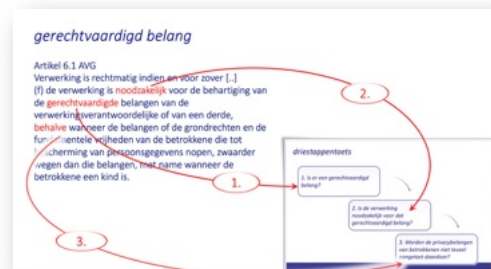 gerechtvaardigd belang
Artikel 6.1 AVG
Verwerking is rechtmatig indien en voor zover [..]
(f) de verwerking is noodzakelijk voor de behartiging van
de gerechtvaardigde belangen van de
verwerkingsverantwoordelijke of van een derde,
behalve wanneer de belangen of de grondrechten en de
fundamentele vrijheden van de betrokkene die tot
bescherming van persoonsgegevens nopen, zwaarder
wegen dan die belangen, met name wanneer de
betrokkene een kind is.
2.
1.
3.
driestappentoets
1. Is er een gerechtvaardigd
belang?
2. Is de verwerking
noodzakelijk voor dat
gerechtvaardigd belang?
3. Worden de privacybelangen
van betrokkenen niet teveel
aangetast daardoor?